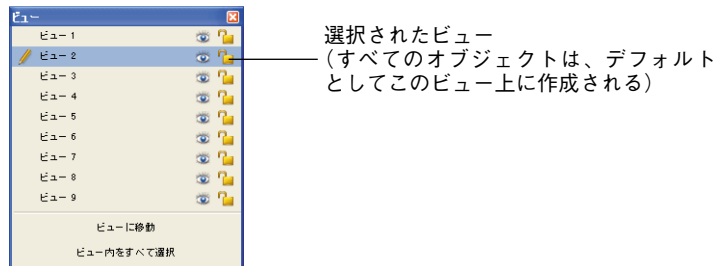 ビュー
ビュー 1
ビュー 2
ビュー 3
ビュー 4
ビュー 5
ビュー 6
ビュー 7
ビュー 8
ビュー 9
ビューに移動
ビュー内をすべて選択
選択されたビュー
（すべてのオブジェクトは、デフォルト
としてこのビュー上に作成される）